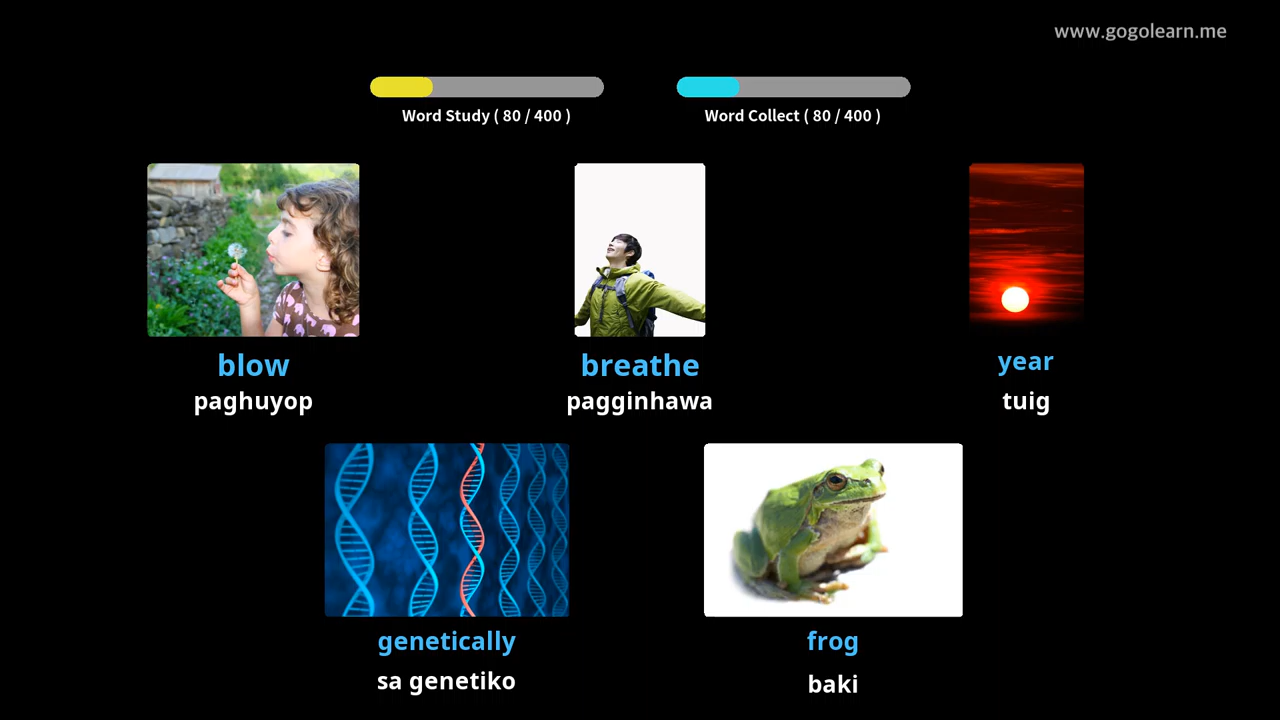 www.gogolearn.me
Word Study ( 80 / 400 )
Word Collect ( 80 / 400 )
blow
paghuyop
breathe
pagginhawa
year
tuig
genetically
sa genetiko
frog
baki